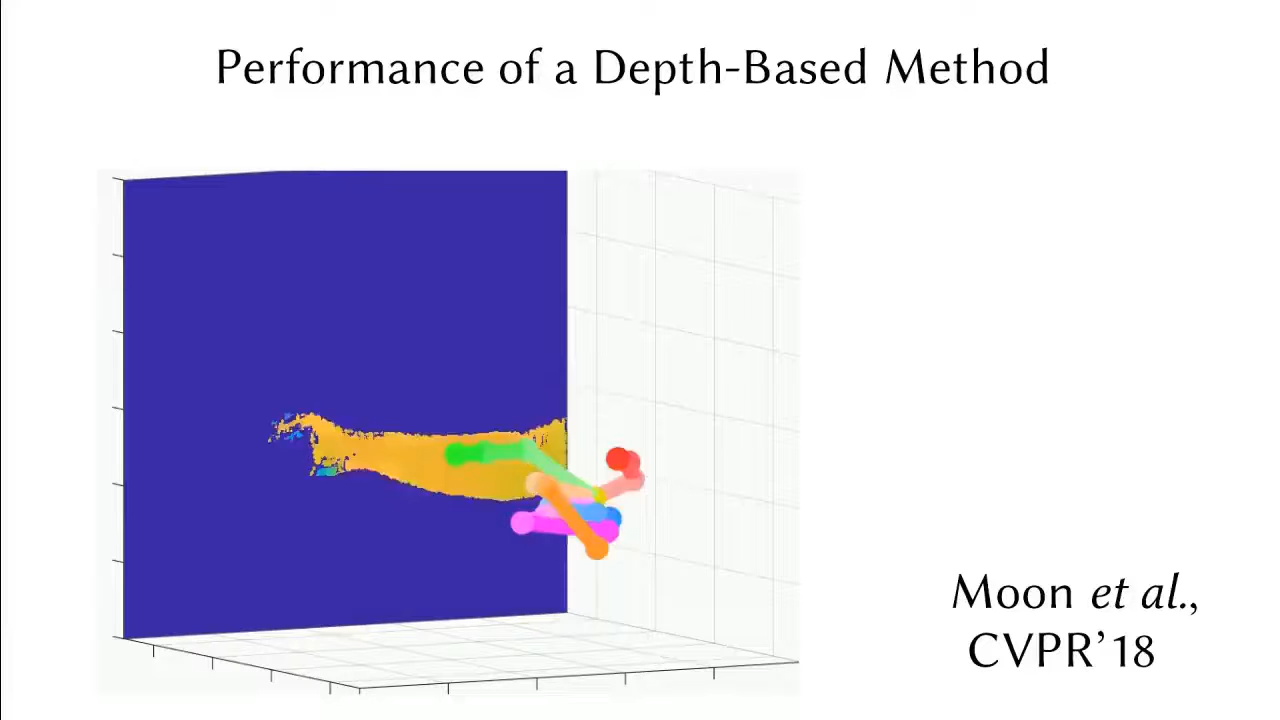 Performance of a Depth-Based Method
Moon et al.,
CVPR’18